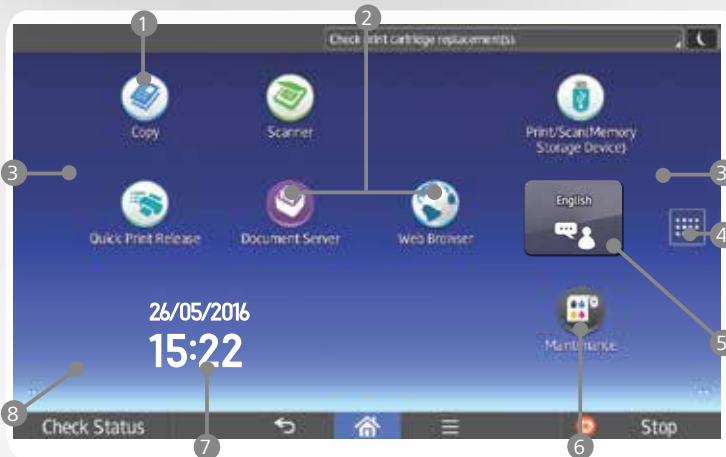 1
2
Check print cartridge replacement(s).
Copy
Scanner
Print/Scan(Memory
Storage Device)
3
3
Quick Print Release
Document Server
Web Browser
English
4
26/05/2016
15:22
Maintenance
5
8
Check Status
Stop
7
6